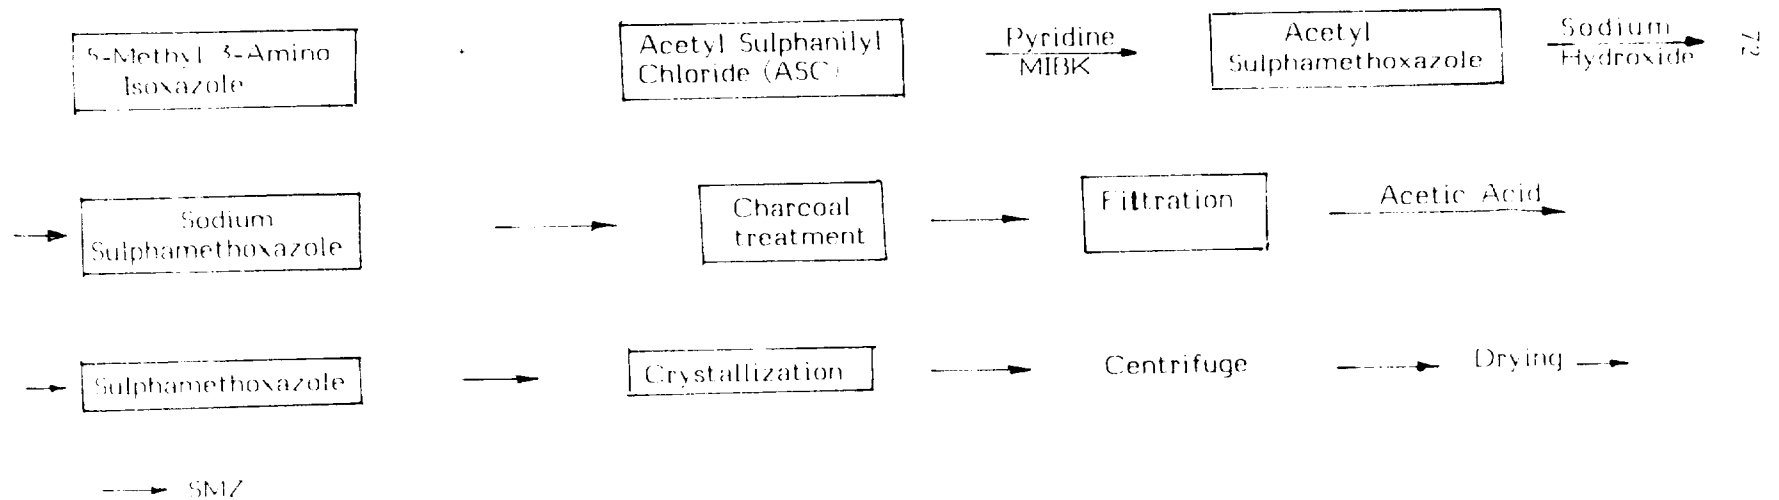 5-Methyl 3-Amino
Isoxazole
Acetyl Sulphanilyl
Chloride (ASC)
Pyridine
MIBK
Acetyl
Sulphamethoxazole
Sodium
Hydroxide
72
Sodium
Sulphamethoxazole
Charcoal
treatment
Filtration
Acetic Acid
Sulphamethoxazole
Crystallization
Centrifuge
Drying
SMZ